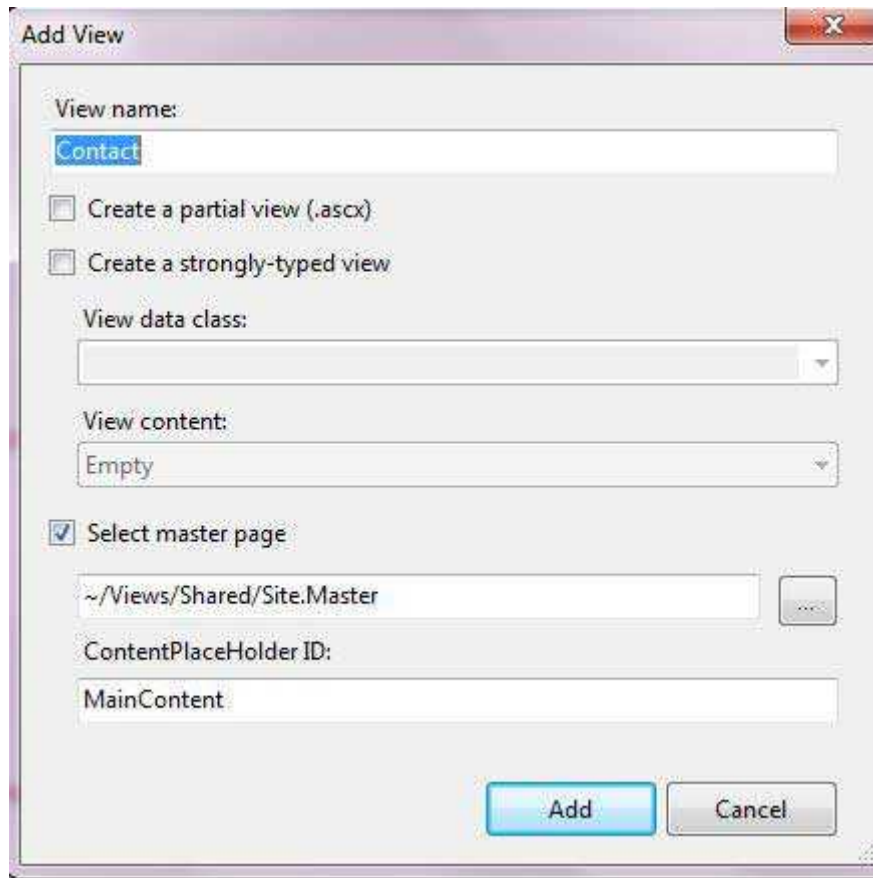 Add View
View name:
Contact
Create a partial view (.ascx)
Create a strongly-typed view
View data class:
View content:
Empty
Select master page
~/Views/Shared/Site.Master
...
ContentPlaceHolder ID:
MainContent
Add
Cancel